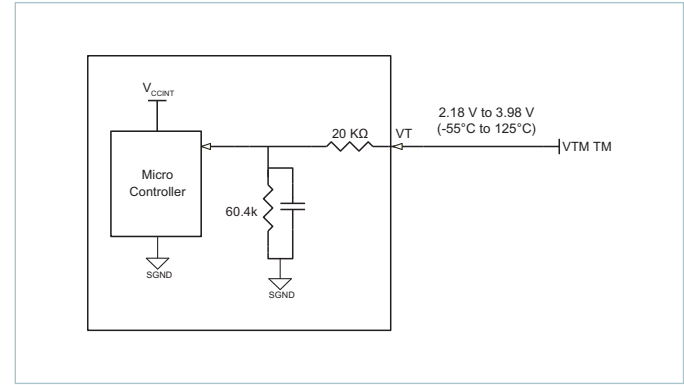 V CCINT
Micro
Controller
SGND
60.4k
SGND
20 KΩ
VT
2.18 V to 3.98 V
(-55°C to 125°C)
VTM TM